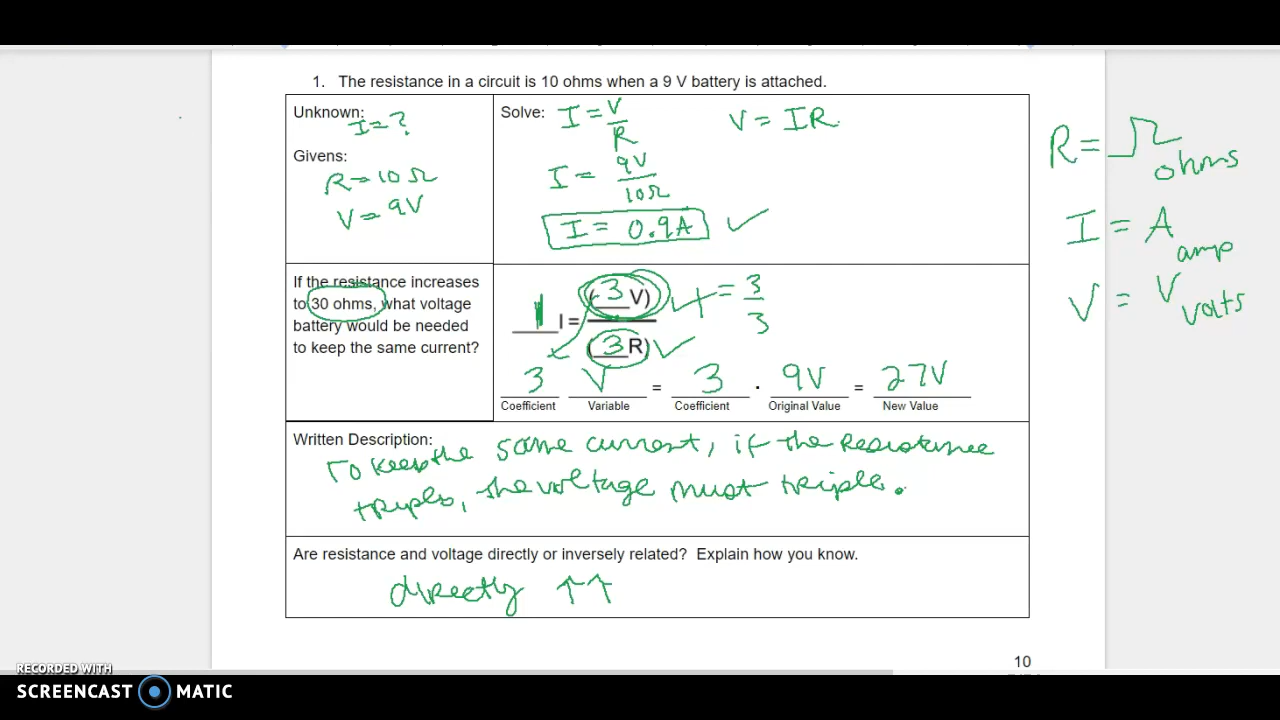 1. The resistance in a circuit is 10 ohms when a 9 V battery is attached.
Unknown:
I = ?
Givens:
R = 10 Ω
V = 9V
Solve: I = V/R
V = IR
I = 9V/10Ω
I = 0.9A ✓
R = Ω ohms
I = A amp
V = V volts
If the resistance increases
to 30 ohms, what voltage
battery would be needed
to keep the same current?
1 I = (3 V)
(3 R)
= 3/3
3 V = 3 · 9V = 27V
Coefficient Variable Coefficient Original Value New Value
Written Description:
To keep the same current, if the Resistance
triples, the voltage must triple.
Are resistance and voltage directly or inversely related? Explain how you know.
directly ↑↑
10
RECORDED WITH
SCREENCAST MATIC